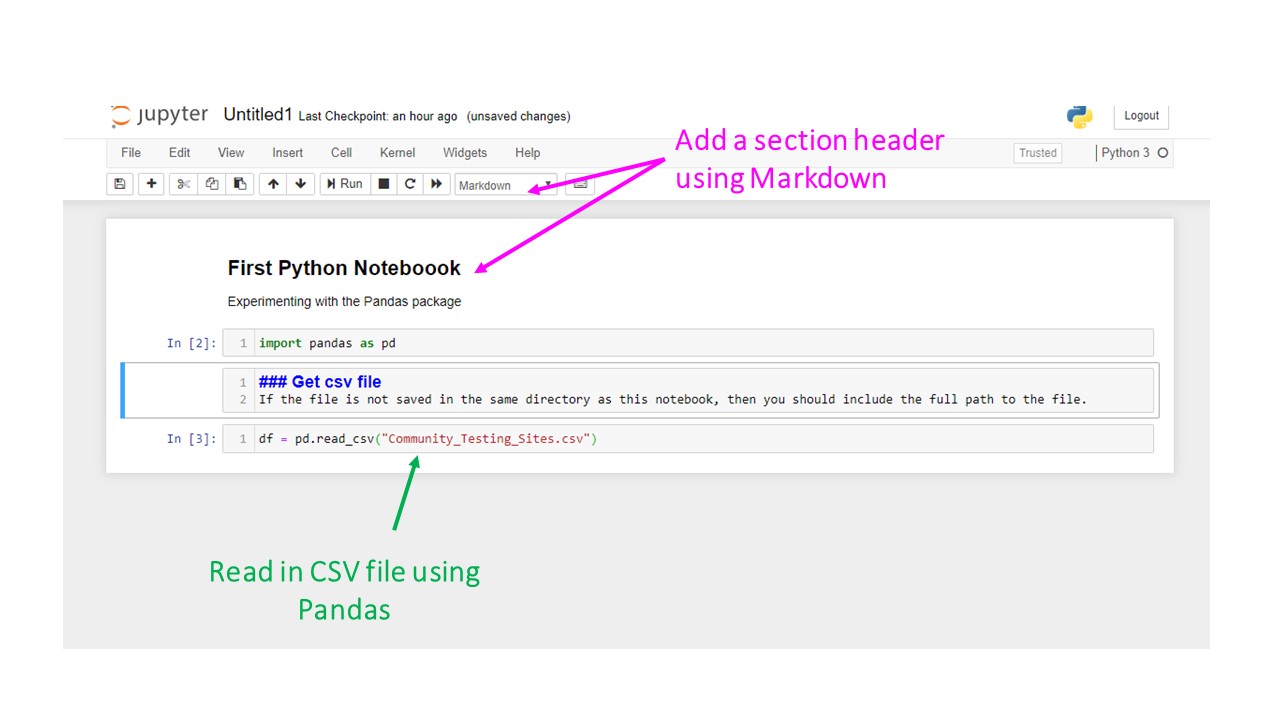 jupyter Untitled1 Last Checkpoint: an hour ago (unsaved changes) Logout
Add a section header
using Markdown
File Edit View Insert Cell Kernel Widgets Help Trusted Python 3
Run Markdown
First Python Noteboook
Experimenting with the Pandas package
In [2]: 1 import pandas as pd
1 ### Get csv file
2 If the file is not saved in the same directory as this notebook, then you should include the full path to the file.
In [3]: 1 df = pd.read_csv("Community_Testing_Sites.csv")
Read in CSV file using
Pandas